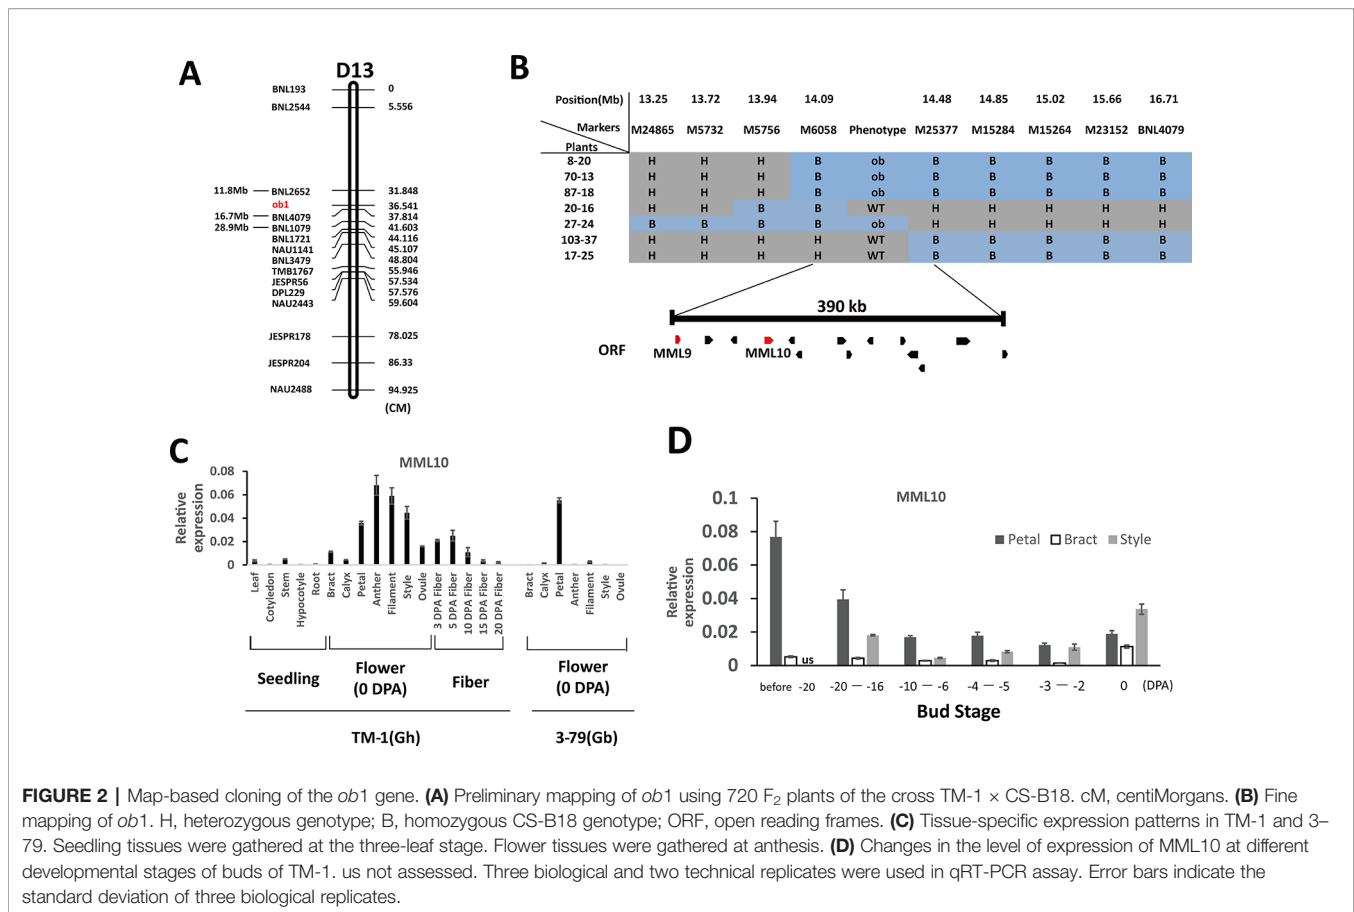 A
D13
BNL193 0
BNL2544 5.556
11.8Mb BNL2652 31.848
ob1 36.541
16.7Mb BNL4079 37.814
28.9Mb BNL1079 41.603
BNL1721 44.116
NAU1141 45.107
BNL3479 48.804
TMB1767 55.946
JESPR56 57.534
DPL229 57.576
NAU2443 59.604
JESPR178 78.025
JESPR204 86.33
NAU2488 94.925
(CM)
B
Position(Mb) 13.25 13.72 13.94 14.09 14.48 14.85 15.02 15.66 16.71
Markers M24865 M5732 M5756 M6058 Phenotype M25377 M15284 M15264 M23152 BNL4079
Plants
8-20 H H H B ob B B B B B
70-13 H H H B ob B B B B B
87-18 H H H B ob B B B B B
20-16 H H B B WT H H H H H
27-24 B B B B ob H H H H H
103-37 H H H H WT B B B B B
17-25 H H H H WT B B B B B
390 kb
ORF
MML9 MML10
C
MML10
Relative
expression
0.08
0.06
0.04
0.02
0
Leaf Cotyledon Stem Hypocotyle Root Bract Calyx Petal Anther Filament Style Ovule 3 DPA Fiber 5 DPA Fiber 10 DPA Fiber 15 DPA Fiber 20 DPA Fiber Bract Calyx Petal Anther Filament Style Ovule
Seedling Flower Fiber Flower
(0 DPA) (0 DPA)
TM-1(Gh) 3-79(Gb)
D
MML10
Petal Bract Style
Relative
expression
0.1
0.08
0.06
0.04
0.02
0
us
before -20 -20 — -16 -10 — -6 -4 — -5 -3 — -2 0 (DPA)
Bud Stage
FIGURE 2 | Map-based cloning of the ob1 gene. (A) Preliminary mapping of ob1 using 720 F2 plants of the cross TM-1 × CS-B18. cM, centiMorgans. (B) Fine
mapping of ob1. H, heterozygous genotype; B, homozygous CS-B18 genotype; ORF, open reading frames. (C) Tissue-specific expression patterns in TM-1 and 3–
79. Seedling tissues were gathered at the three-leaf stage. Flower tissues were gathered at anthesis. (D) Changes in the level of expression of MML10 at different
developmental stages of buds of TM-1. us not assessed. Three biological and two technical replicates were used in qRT-PCR assay. Error bars indicate the
standard deviation of three biological replicates.